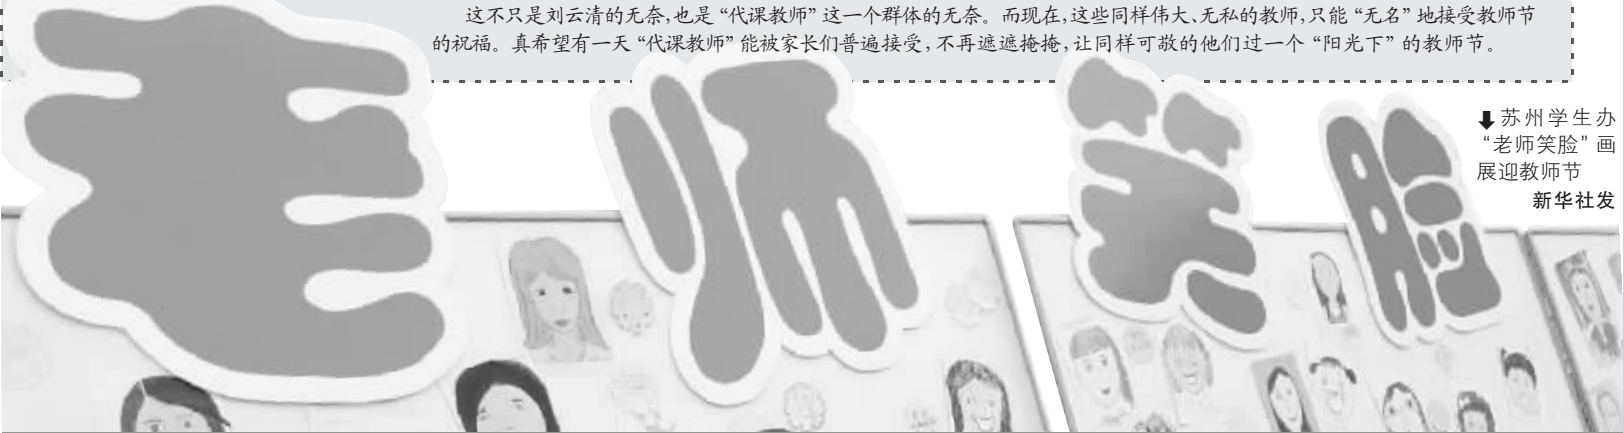 这不只是刘云清的无奈，也是“代课教师”这一个群体的无奈。而现在，这些同样伟大、无私的教师，只能“无名”地接受教师节
的祝福。真希望有一天“代课教师”能被家长们普遍接受，不再遮遮掩掩，让同样可敬的他们过一个“阳光下”的教师节。
⬇苏州学生办
“老师笑脸”画
展迎教师节
新华社发
老师笑脸